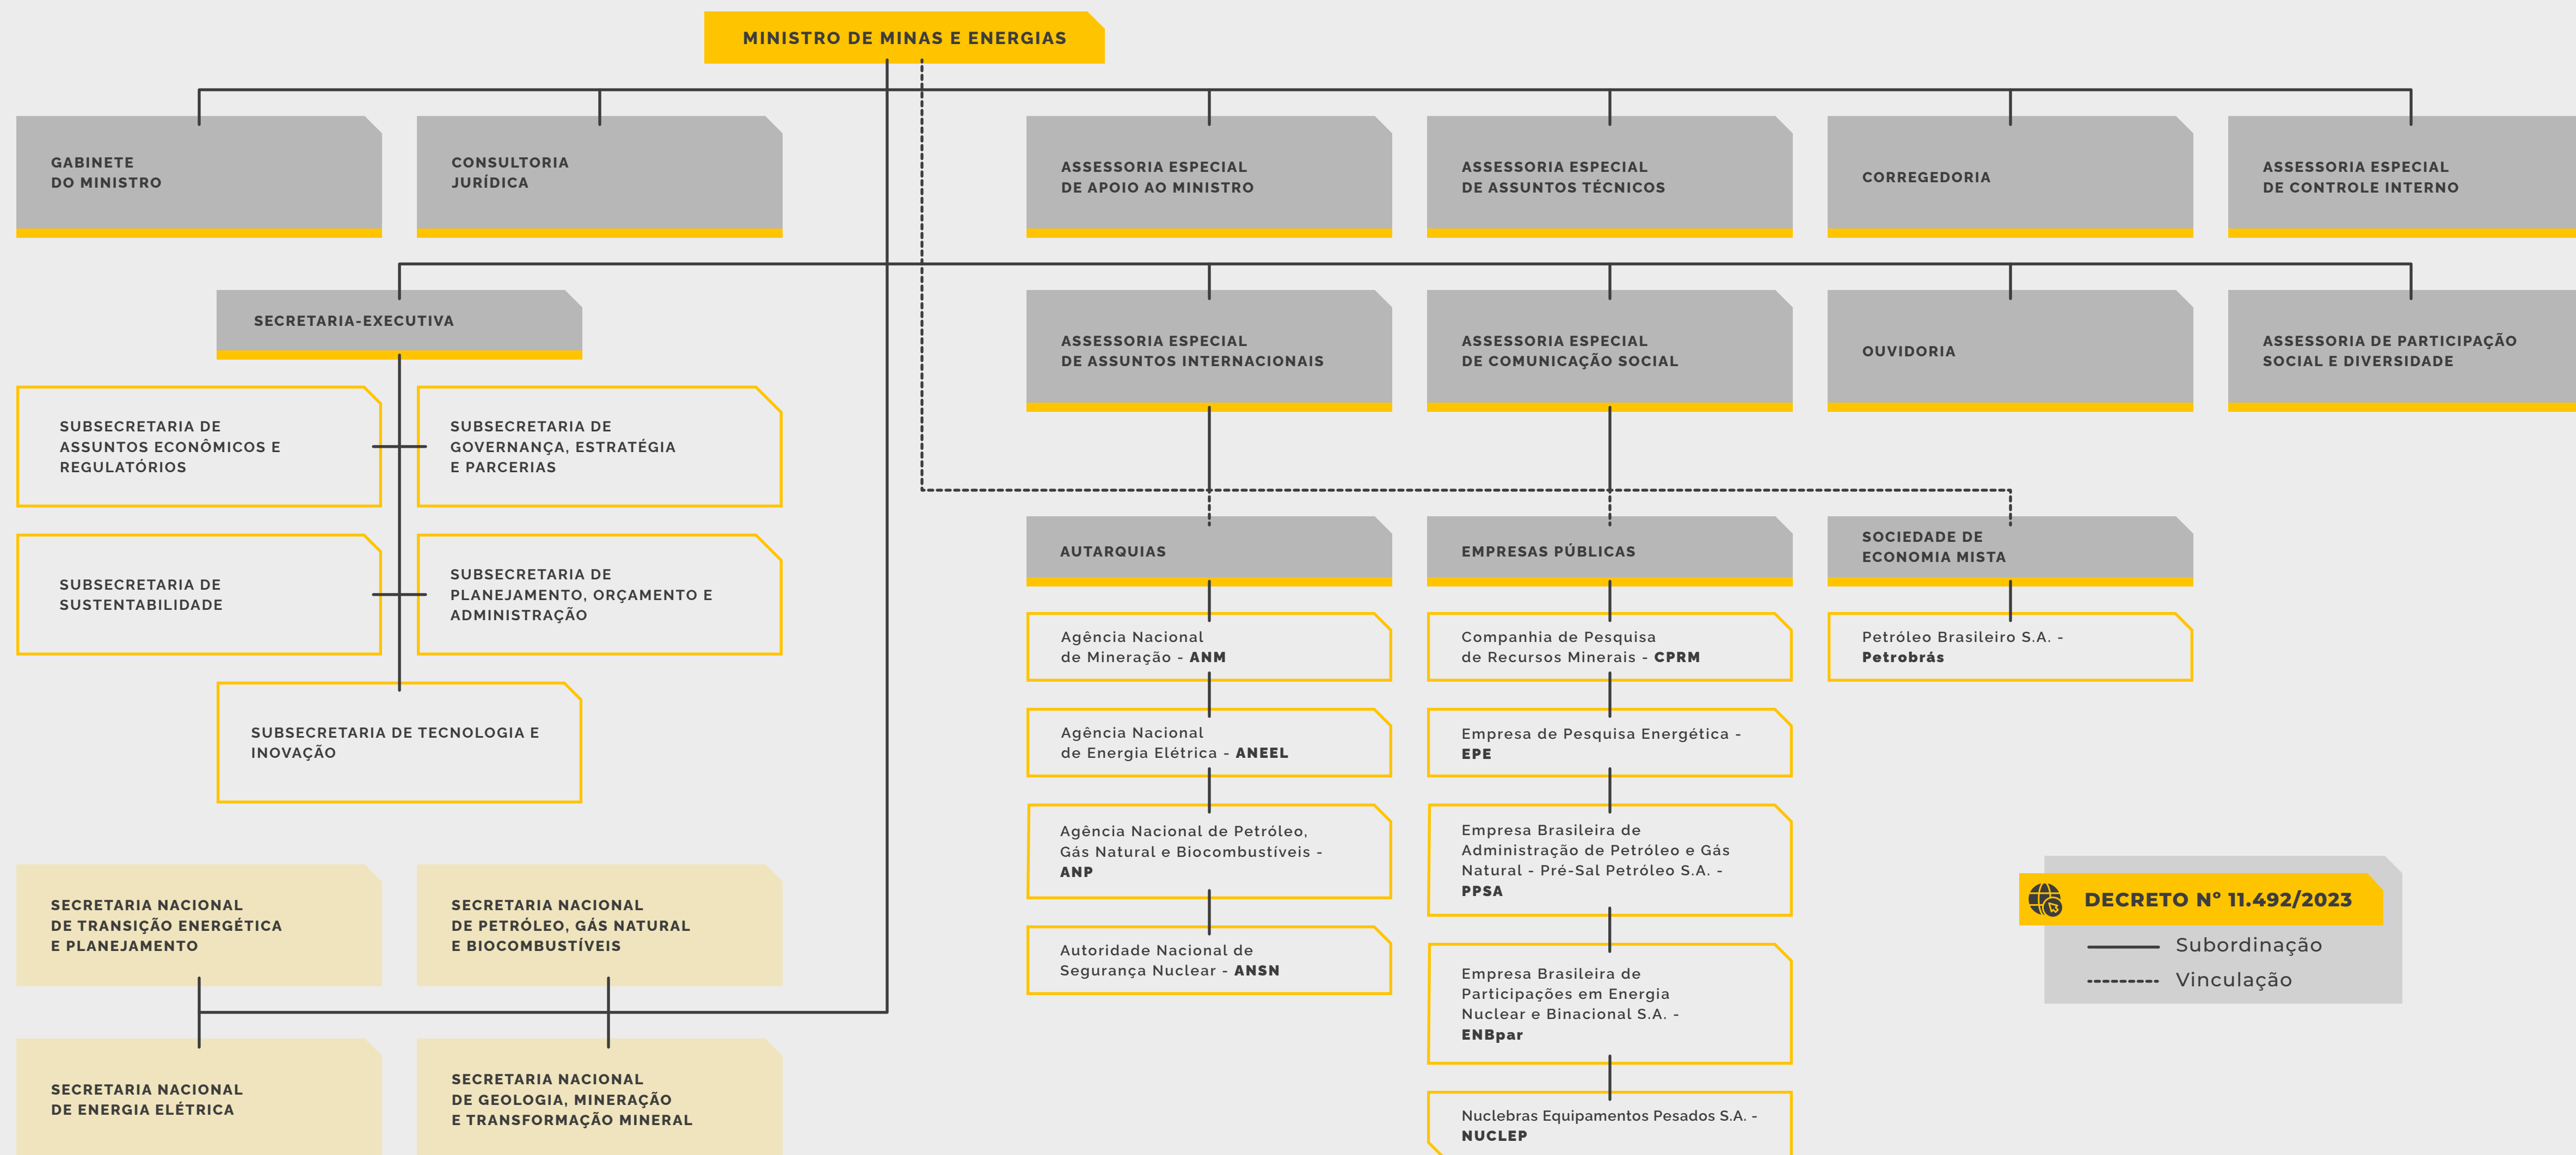 MINISTRO DE MINAS E ENERGIAS
GABINETE
DO MINISTRO
CONSULTORIA
JURÍDICA
ASSESSORIA ESPECIAL
DE APOIO AO MINISTRO
ASSESSORIA ESPECIAL
DE ASSUNTOS TÉCNICOS
CORREGEDORIA
ASSESSORIA ESPECIAL
DE CONTROLE INTERNO
SECRETARIA-EXECUTIVA
ASSESSORIA ESPECIAL
DE ASSUNTOS INTERNACIONAIS
ASSESSORIA ESPECIAL
DE COMUNICAÇÃO SOCIAL
OUVIDORIA
ASSESSORIA DE PARTICIPAÇÃO
SOCIAL E DIVERSIDADE
SUBSECRETARIA DE
ASSUNTOS ECONÔMICOS E
REGULATÓRIOS
SUBSECRETARIA DE
GOVERNANÇA, ESTRATÉGIA
E PARCERIAS
SUBSECRETARIA DE
SUSTENTABILIDADE
SUBSECRETARIA DE
PLANEJAMENTO, ORÇAMENTO E
ADMINISTRAÇÃO
SUBSECRETARIA DE TECNOLOGIA E
INOVAÇÃO
AUTARQUIAS
Agência Nacional
de Mineração - ANM
Agência Nacional
de Energia Elétrica - ANEEL
Agência Nacional de Petróleo,
Gás Natural e Biocombustíveis -
ANP
Autoridade Nacional de
Segurança Nuclear - ANSN
EMPRESAS PÚBLICAS
Companhia de Pesquisa
de Recursos Minerais - CPRM
Empresa de Pesquisa Energética -
EPE
Empresa Brasileira de
Administração de Petróleo e Gás
Natural - Pré-Sal Petróleo S.A. -
PPSA
Empresa Brasileira de
Participações em Energia
Nuclear e Binacional S.A. -
ENBpar
Nuclebras Equipamentos Pesados S.A. -
NUCLEP
SOCIEDADE DE
ECONOMIA MISTA
Petróleo Brasileiro S.A. -
Petrobrás
SECRETARIA NACIONAL
DE TRANSIÇÃO ENERGÉTICA
E PLANEJAMENTO
SECRETARIA NACIONAL
DE PETRÓLEO, GÁS NATURAL
E BIOCOMBUSTÍVEIS
SECRETARIA NACIONAL
DE ENERGIA ELÉTRICA
SECRETARIA NACIONAL
DE GEOLOGIA, MINERAÇÃO
E TRANSFORMAÇÃO MINERAL
DECRETO Nº 11.492/2023
Subordinação
Vinculação